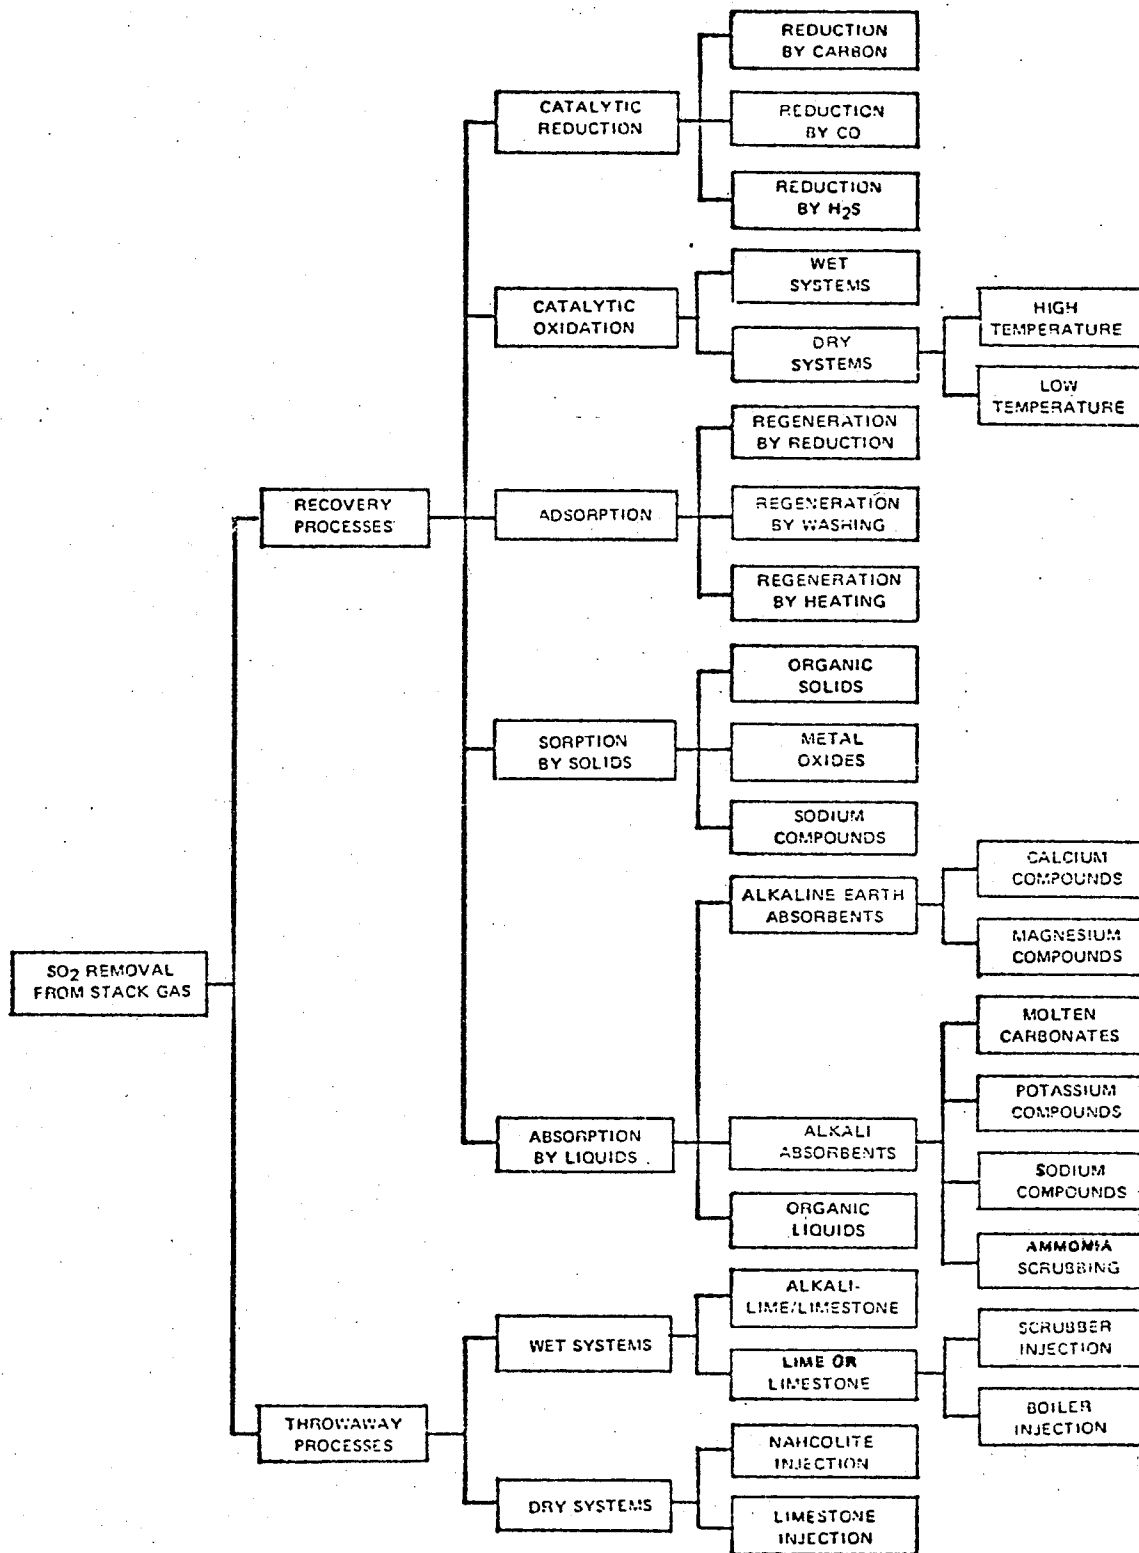 REDUCTION
BY CARBON
CATALYTIC
REDUCTION
REDUCTION
BY CO
REDUCTION
BY H₂S
WET
SYSTEMS
CATALYTIC
OXIDATION
DRY
SYSTEMS
HIGH
TEMPERATURE
LOW
TEMPERATURE
REGENERATION
BY REDUCTION
RECOVERY
PROCESSES
ADSORPTION
REGENERATION
BY WASHING
REGENERATION
BY HEATING
ORGANIC
SOLIDS
SORPTION
BY SOLIDS
METAL
OXIDES
SODIUM
COMPOUNDS
ALKALINE EARTH
ABSORBENTS
CALCIUM
COMPOUNDS
MAGNESIUM
COMPOUNDS
SO₂ REMOVAL
FROM STACK GAS
MOLTEN
CARBONATES
POTASSIUM
COMPOUNDS
ABSORPTION
BY LIQUIDS
ALKALI
ABSORBENTS
SODIUM
COMPOUNDS
ORGANIC
LIQUIDS
AMMONIA
SCRUBBING
ALKALI-
LIME/LIMESTONE
WET SYSTEMS
LIME OR
LIMESTONE
SCRUBBER
INJECTION
BOILER
INJECTION
THROWAWAY
PROCESSES
NAHCOLITE
INJECTION
DRY SYSTEMS
LIMESTONE
INJECTION